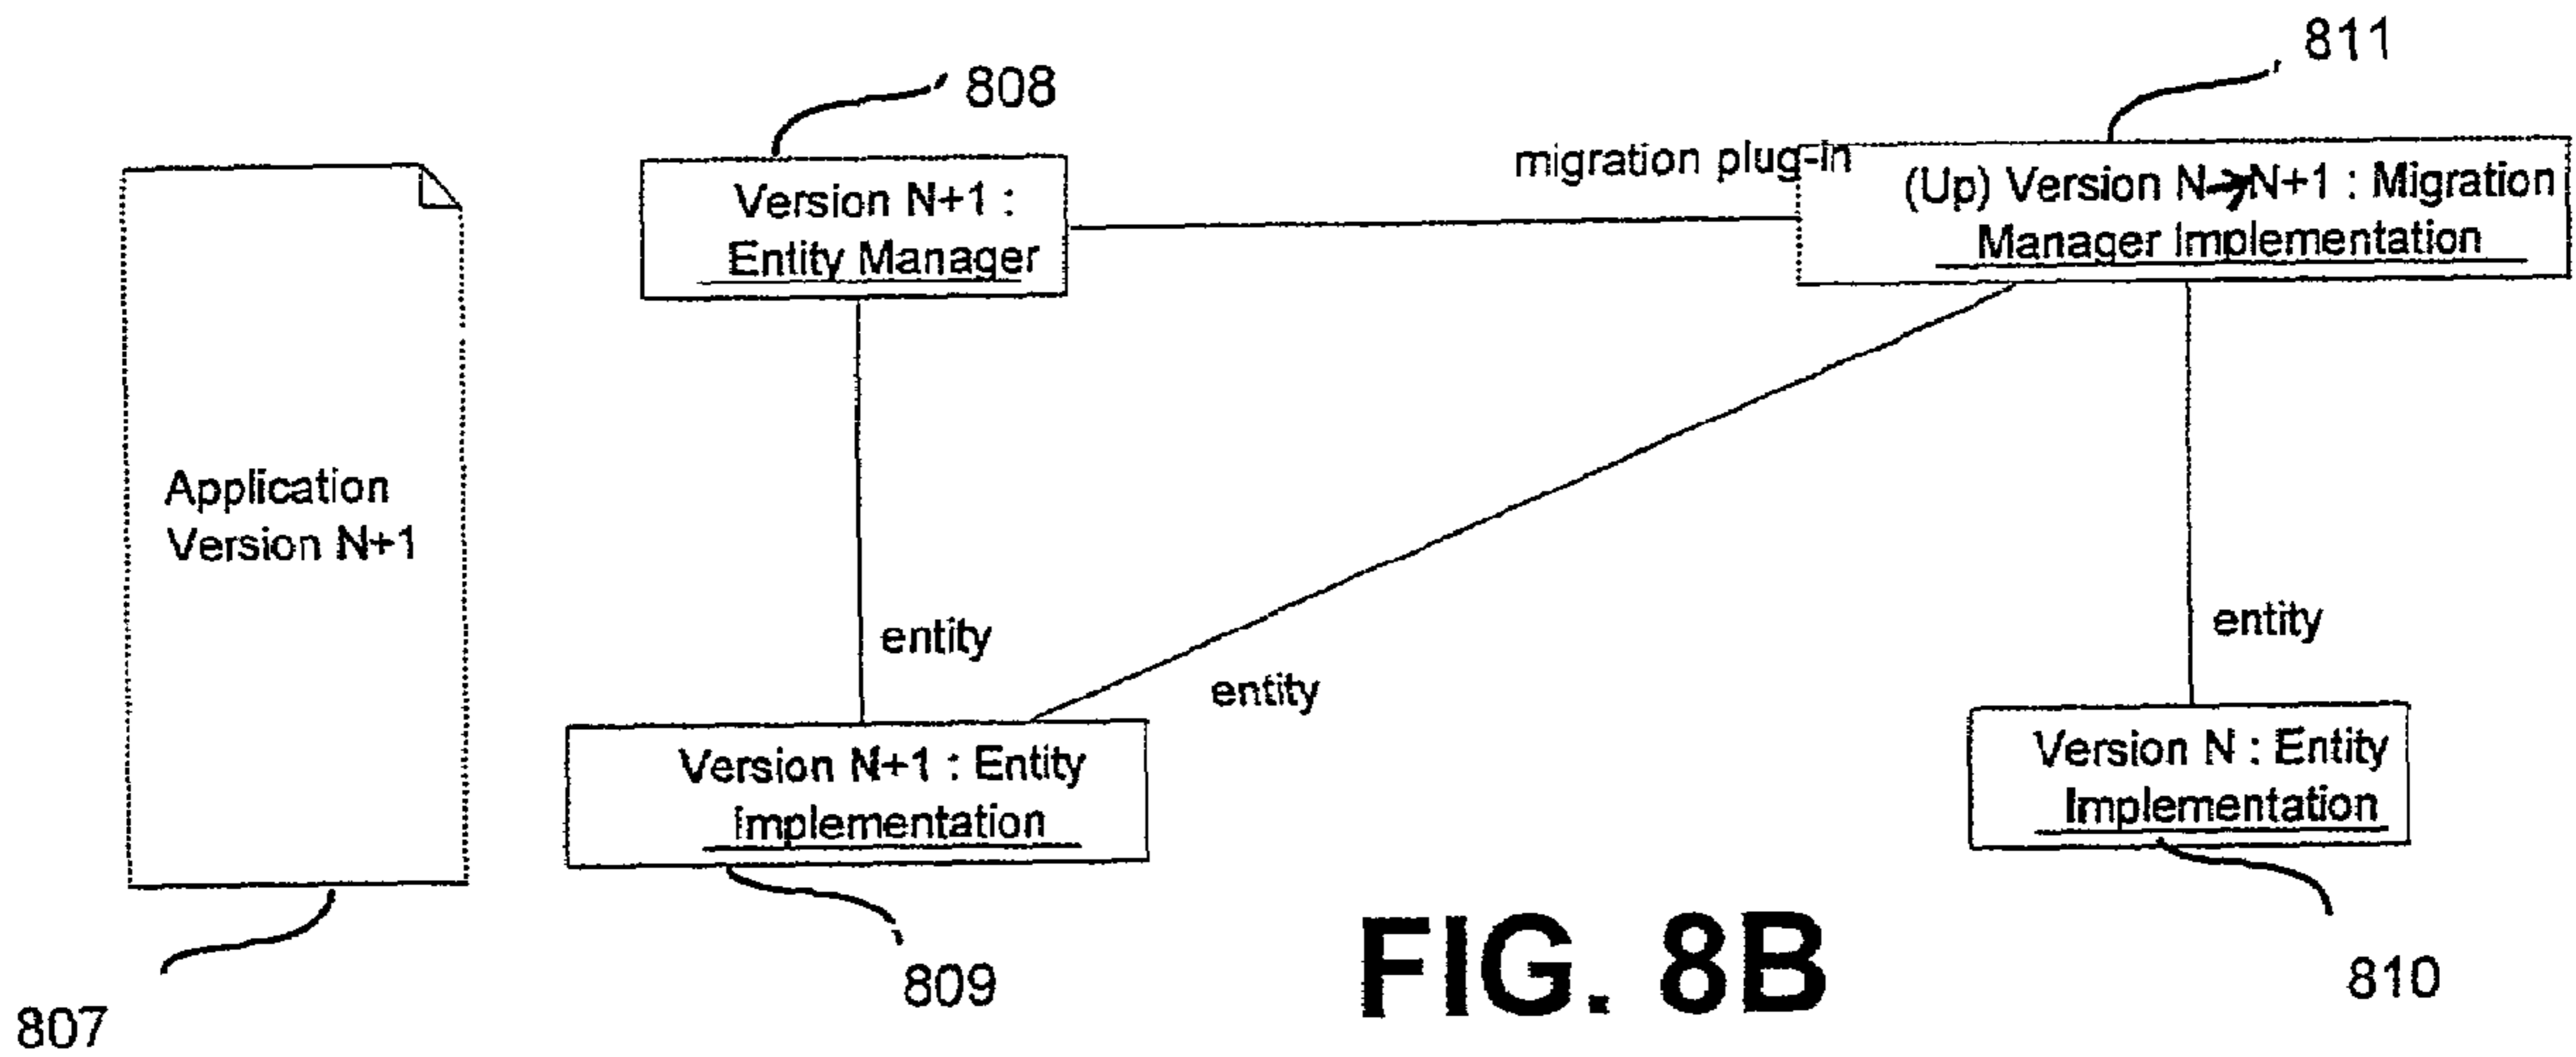 811
808
migration plug-in
(Up) Version N→N+1 : Migration
Manager Implementation
Version N+1 :
Entity Manager
Application
Version N+1
entity
entity
entity
Version N+1 : Entity
Implementation
Version N : Entity
Implementation
FIG. 8B
809
810
807